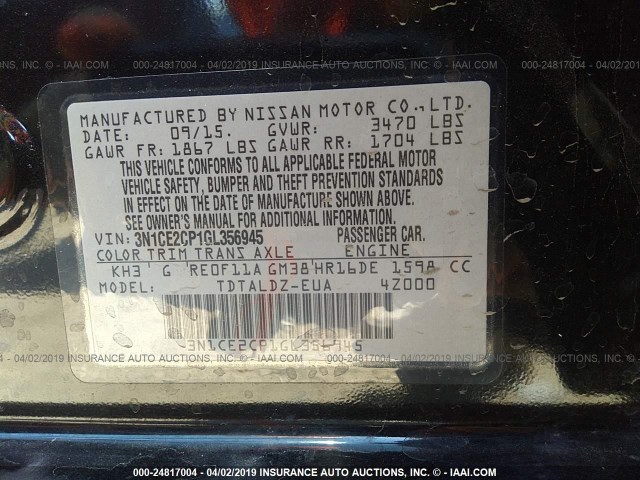 000-24817004 - 04/02/2019 INSURANCE AUTO AUCTIONS, INC. - © - IAAI.COM
MANUFACTURED BY NISSAN MOTOR CO.,LTD.
DATE: 09/15. GVWR: 3470 LBS
GAWR FR: 1867 LBS GAWR RR: 1704 LBS
THIS VEHICLE CONFORMS TO ALL APPLICABLE FEDERAL MOTOR
VEHICLE SAFETY, BUMPER AND THEFT PREVENTION STANDARDS
IN EFFECT ON THE DATE OF MANUFACTURE SHOWN ABOVE.
SEE OWNER'S MANUAL FOR ADDITIONAL INFORMATION.
VIN: 3N1CE2CP1GL356945 PASSENGER CAR.
COLOR TRIM TRANS AXLE ENGINE
KH3 G RE0F11A GM38 HR16DE 1598 CC
MODEL: TDTALDZ-EUA 4Z000
3N1CE2CP1GL356945
000-24817004 - 04/02/2019 INSURANCE AUTO AUCTIONS, INC. - © - IAAI.COM